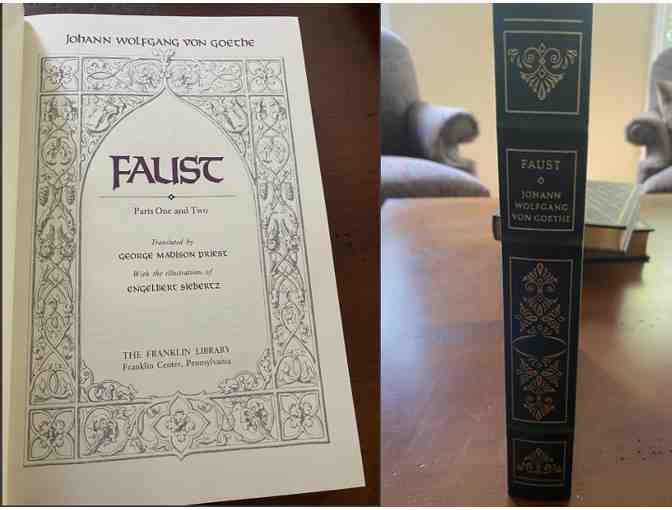 Johann Wolfgang von Goethe
FAUST
Parts One and Two
Translated by
George Madison Priest
With the illustrations of
Engelbert Seibertz
THE FRANKLIN LIBRARY
Franklin Center, Pennsylvania
FAUST
JOHANN
WOLFGANG
VON GOETHE